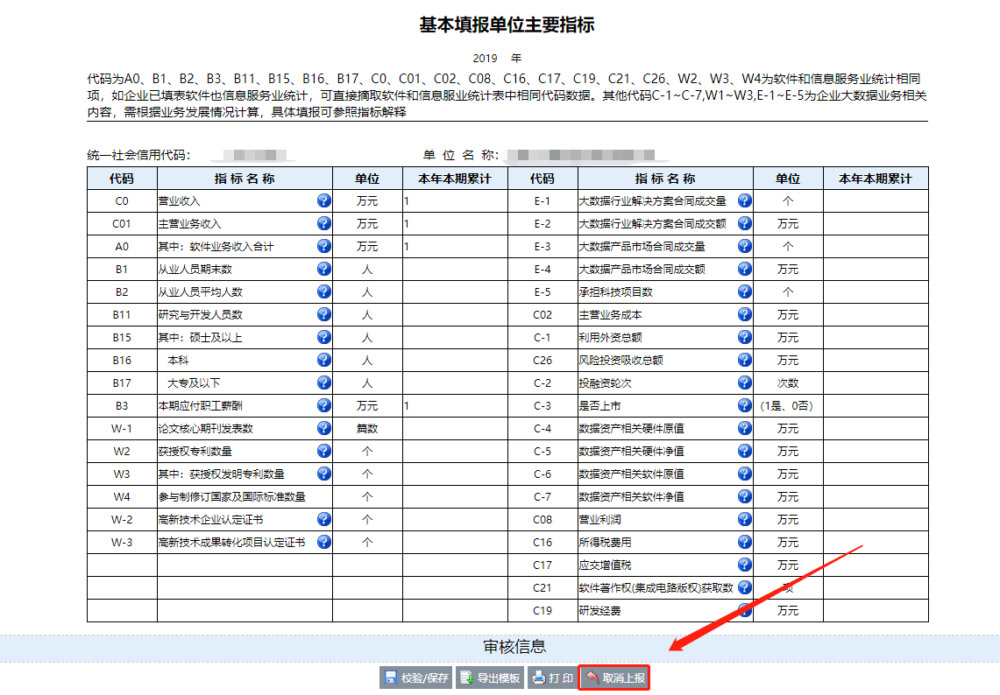 基本填报单位主要指标
2019 年
代码为A0、B1、B2、B3、B11、B15、B16、B17、C0、C01、C02、C08、C16、C17、C19、C21、C26、W2、W3、W4为软件和信息服务业统计相同
项，如企业已填表软件也信息服务业统计，可直接摘取软件和信息服业统计表中相同代码数据。其他代码C-1~C-7,W1~W3,E-1~E-5为企业大数据业务相关
内容，需根据业务发展情况计算，具体填报可参照指标解释
统一社会信用代码： 单 位 名 称：
代码 指 标 名 称 单位 本年本期累计 代码 指 标 名 称 单位 本年本期累计
C0 营业收入 万元 1 E-1 大数据行业解决方案合同成交量 个
C01 主营业务收入 万元 1 E-2 大数据行业解决方案合同成交额 万元
A0 其中：软件业务收入合计 万元 1 E-3 大数据产品市场合同成交量 个
B1 从业人员期末数 人 E-4 大数据产品市场合同成交额 万元
B2 从业人员平均人数 人 E-5 承担科技项目数 个
B11 研究与开发人员数 人 C02 主营业务成本 万元
B15 其中：硕士及以上 人 C-1 利用外资总额 万元
B16 本科 人 C26 风险投资吸收总额 万元
B17 大专及以下 人 C-2 投融资轮次 次数
B3 本期应付职工薪酬 万元 1 C-3 是否上市 (1是、0否)
W-1 论文核心期刊发表数 篇数 C-4 数据资产相关硬件原值 万元
W2 获授权专利数量 个 C-5 数据资产相关硬件净值 万元
W3 其中：获授权发明专利数量 个 C-6 数据资产相关软件原值 万元
W4 参与制修订国家及国际标准数量 个 C-7 数据资产相关软件净值 万元
W-2 高新技术企业认定证书 个 C08 营业利润 万元
W-3 高新技术成果转化项目认定证书 个 C16 所得税费用 万元
C17 应交增值税 万元
C21 软件著作权(集成电路版权)获取数 项
C19 研发经费 万元
审核信息
校验/保存 导出模板 打 印 取消上报